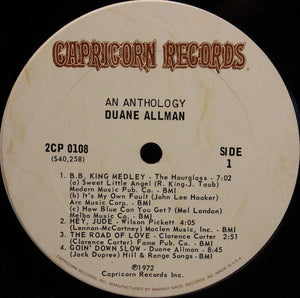 CAPRICORN RECORDS
AN ANTHOLOGY
DUANE ALLMAN
2CP 0108
(S40,258)
SIDE
1
1. B.B. KING MEDLEY - The Hourglass - 7:02
(a) Sweet Little Angel (R. King-J. Taub)
Modern Music Pub. Co. - BMI
(b) It's My Own Fault (John Lee Hooker)
Arc Music Corp. - BMI
(c) How Blue Can You Get? (Mel London)
Melba Music Co. - BMI
2. HEY, JUDE - Wilson Pickett 4:05
(Lennon-McCartney) Maclen Music Inc. - BMI
3. THE ROAD OF LOVE - Clarence Carter 2:51
(Clarence Carter) Fame Pub. Co. - BMI
4. GOIN' DOWN SLOW - Duane Allman - 8:45
(Jack Dupree) Hill & Range Songs - BMI
©1972
Capricorn Records Inc.